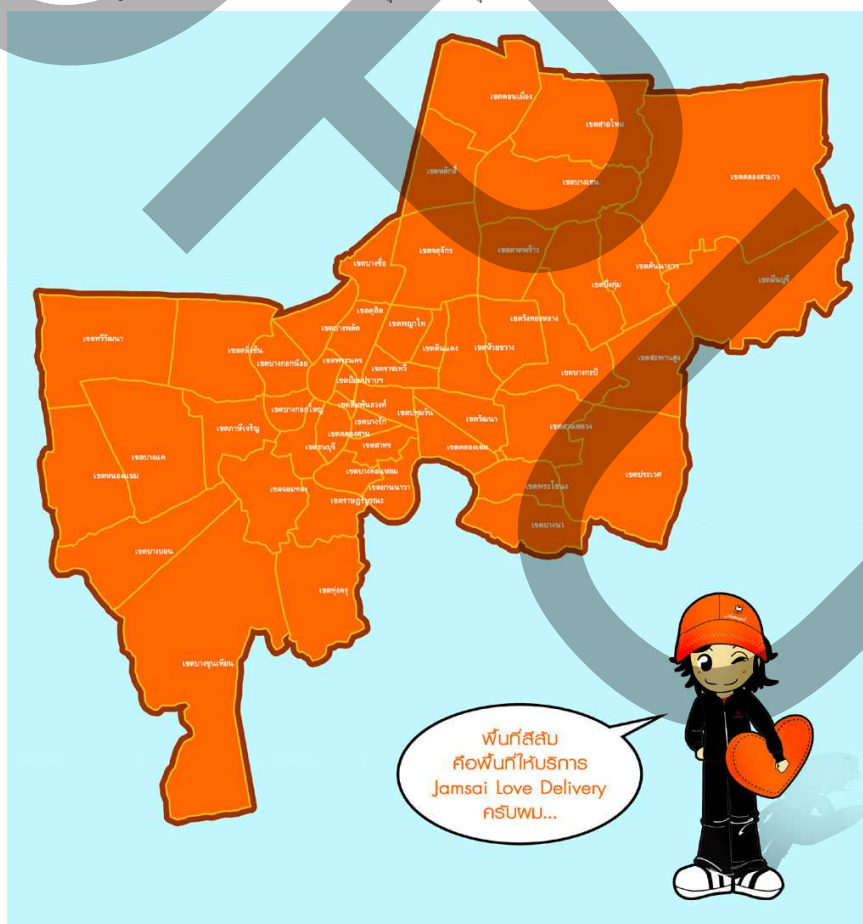 เขตดอนเมือง
เขตสายไหม
เขตหลักสี่
เขตบางเขน
เขตคลองสามวา
เขตจตุจักร
เขตลาดพร้าว
เขตบางซื่อ
เขตคันนายาว
เขตบึงกุ่ม
เขตมีนบุรี
เขตดุสิต
เขตบางพลัด
เขตพญาไท
เขตวังทองหลาง
เขตทวีวัฒนา
เขตตลิ่งชัน
เขตดินแดง
เขตห้วยขวาง
เขตบางกอกน้อย
เขตพระนคร
เขตราชเทวี
เขตสะพานสูง
เขตบางกะปิ
เขตป้อมปราบฯ
เขตบางกอกใหญ่
เขตสัมพันธวงศ์
เขตปทุมวัน
เขตวัฒนา
เขตภาษีเจริญ
เขตบางรัก
เขตสวนหลวง
เขตคลองสาน
เขตธนบุรี
เขตสาทร
เขตคลองเตย
เขตบางแค
เขตหนองแขม
เขตบางคอแหลม
เขตประเวศ
เขตยานนาวา
เขตพระโขนง
เขตจอมทอง
เขตราษฎร์บูรณะ
เขตบางนา
เขตบางบอน
เขตทุ่งครุ
เขตบางขุนเทียน
พื้นที่สีส้ม
คือพื้นที่ให้บริการ
Jamsai Love Delivery
ครับผม...